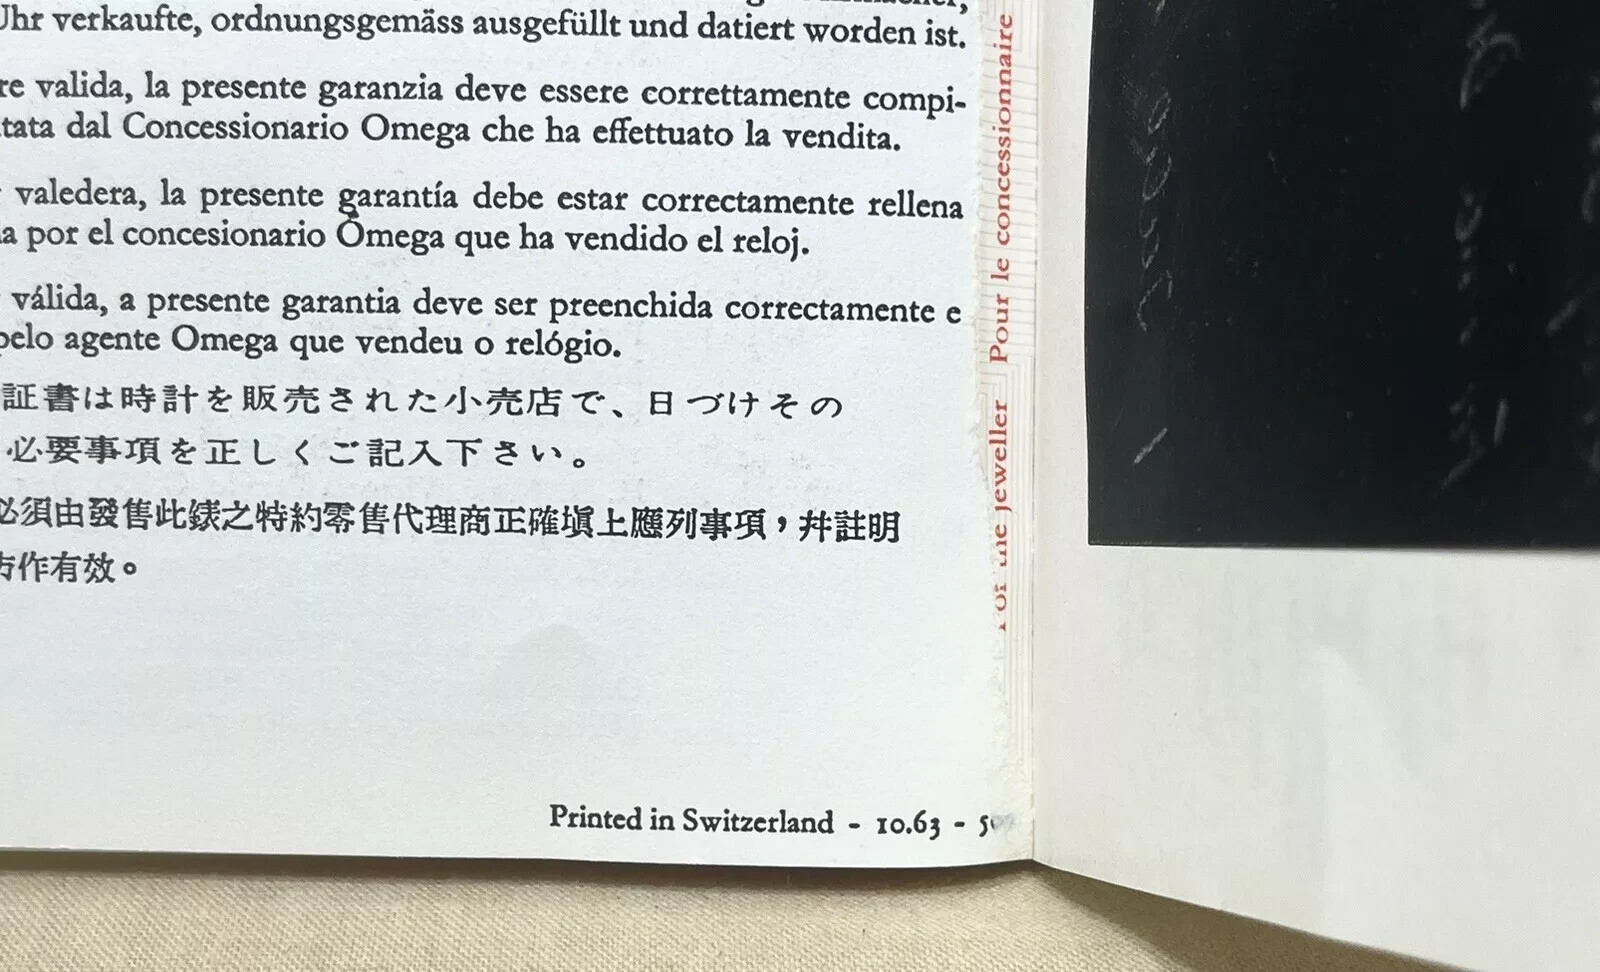 Uhr verkaufte, ordnungsgemäss ausgefüllt und datiert worden ist.
re valida, la presente garanzia deve essere correttamente compi-
tata dal Concessionario Omega che ha effettuato la vendita.
valedera, la presente garantía debe estar correctamente rellena
a por el concesionario Omega que ha vendido el reloj.
válida, a presente garantia deve ser preenchida correctamente e
pelo agente Omega que vendeu o relógio.
証書は時計を販売された小売店で、日づけその
必要事項を正しくご記入下さい。
必須由發售此錶之特約零售代理商正確塡上應列事項，幷註明
方作有效。
Printed in Switzerland - 10.63 -
For the jeweller Pour le concessionnaire